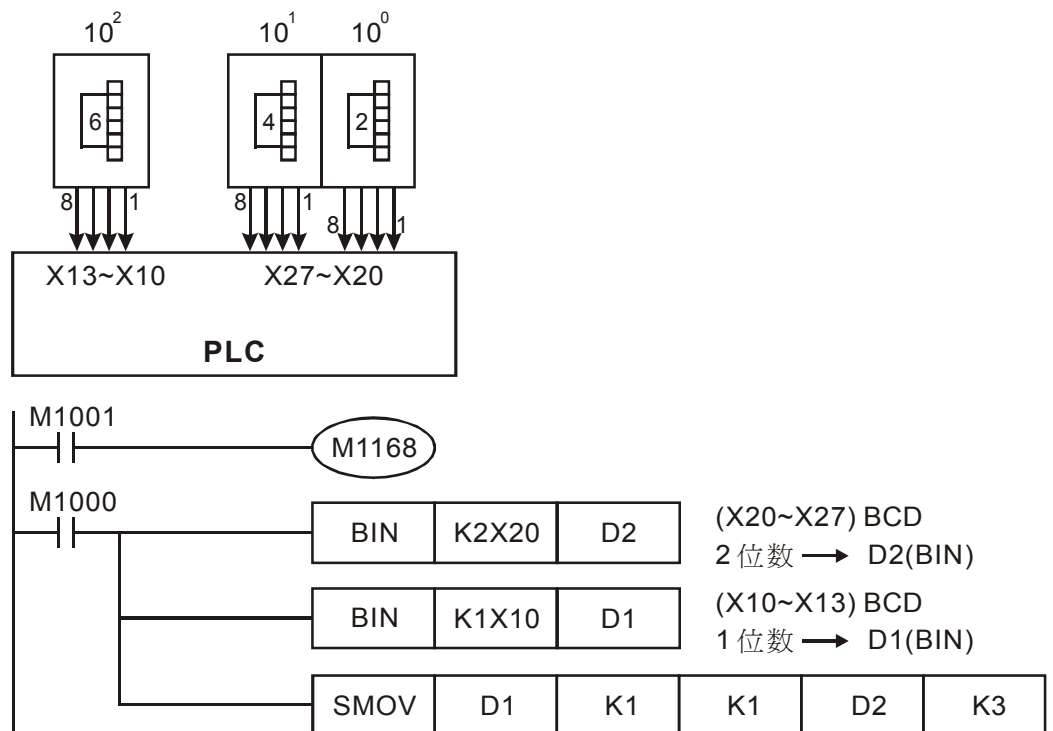 10² 10¹ 10⁰
6 4 2
8 1 8 1 8 1
X13~X10 X27~X20
PLC
M1001
M1168
M1000
BIN K2X20 D2
(X20~X27) BCD
2 位数 → D2(BIN)
BIN K1X10 D1
(X10~X13) BCD
1 位数 → D1(BIN)
SMOV D1 K1 K1 D2 K3